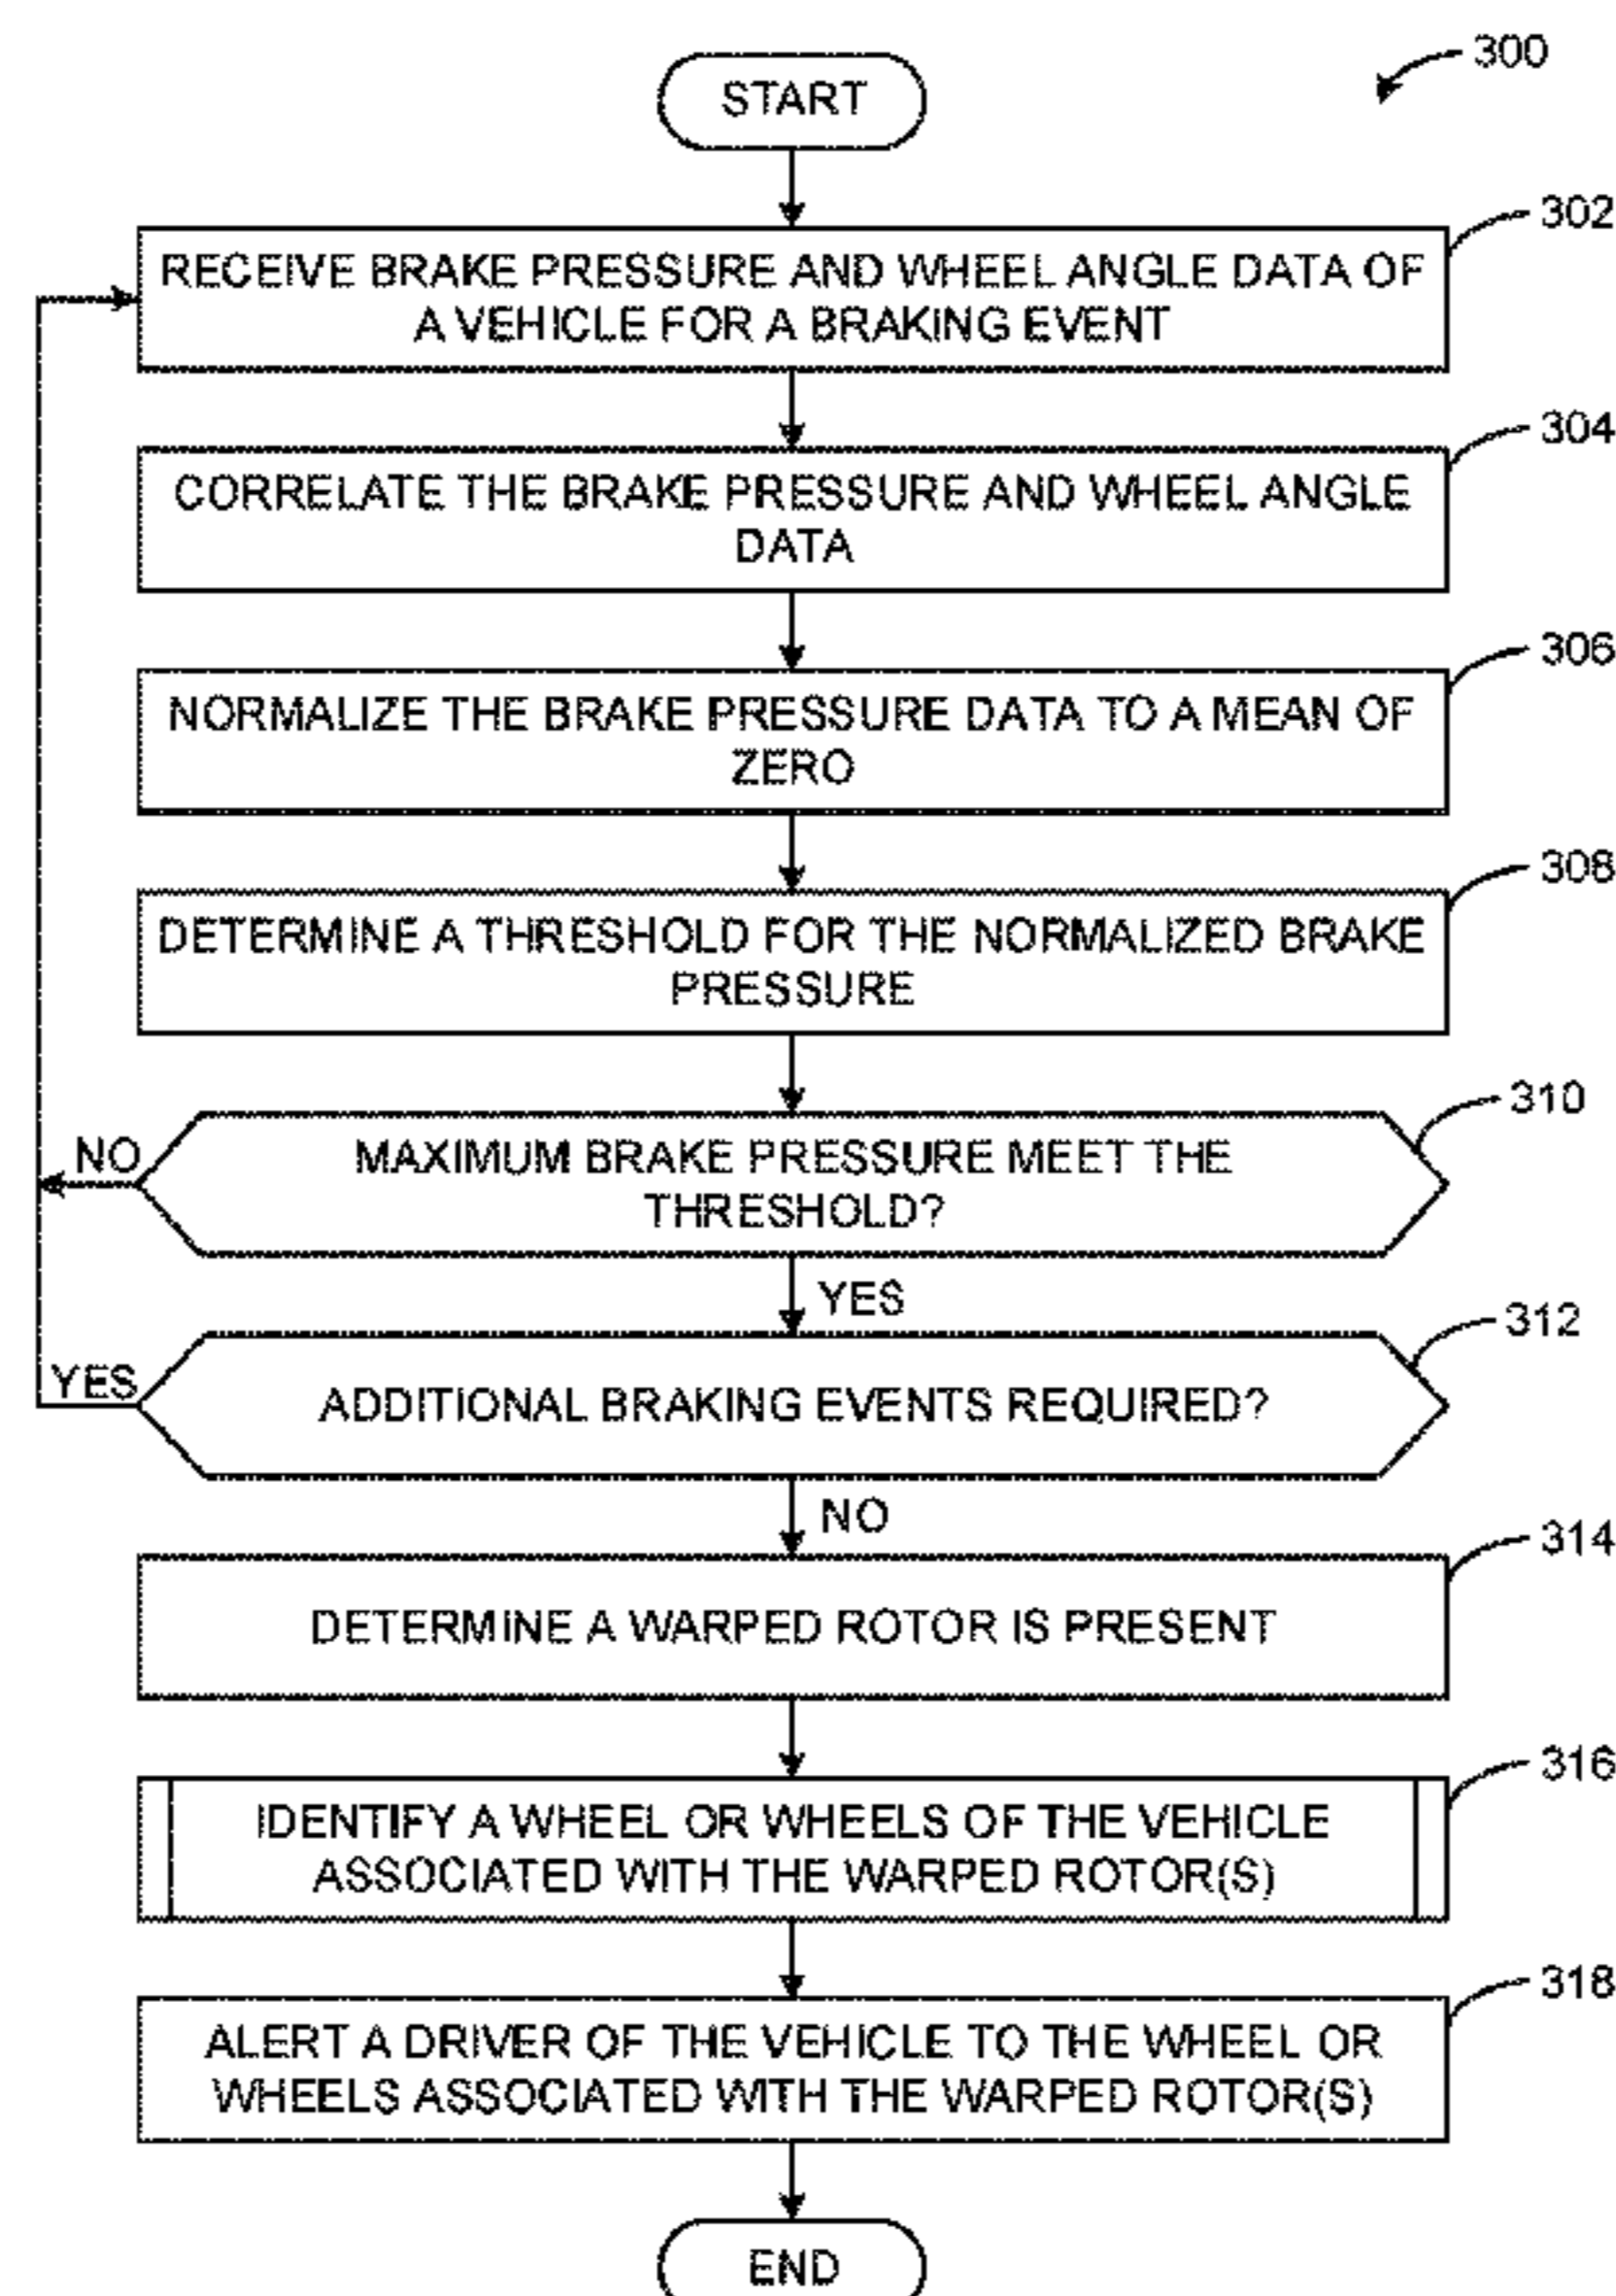 300
START
302
RECEIVE BRAKE PRESSURE AND WHEEL ANGLE DATA OF
A VEHICLE FOR A BRAKING EVENT
304
CORRELATE THE BRAKE PRESSURE AND WHEEL ANGLE
DATA
306
NORMALIZE THE BRAKE PRESSURE DATA TO A MEAN OF
ZERO
308
DETERMINE A THRESHOLD FOR THE NORMALIZED BRAKE
PRESSURE
310
NO
MAXIMUM BRAKE PRESSURE MEET THE
THRESHOLD?
YES
312
YES
ADDITIONAL BRAKING EVENTS REQUIRED?
NO
314
DETERMINE A WARPED ROTOR IS PRESENT
316
IDENTIFY A WHEEL OR WHEELS OF THE VEHICLE
ASSOCIATED WITH THE WARPED ROTOR(S)
318
ALERT A DRIVER OF THE VEHICLE TO THE WHEEL OR
WHEELS ASSOCIATED WITH THE WARPED ROTOR(S)
END